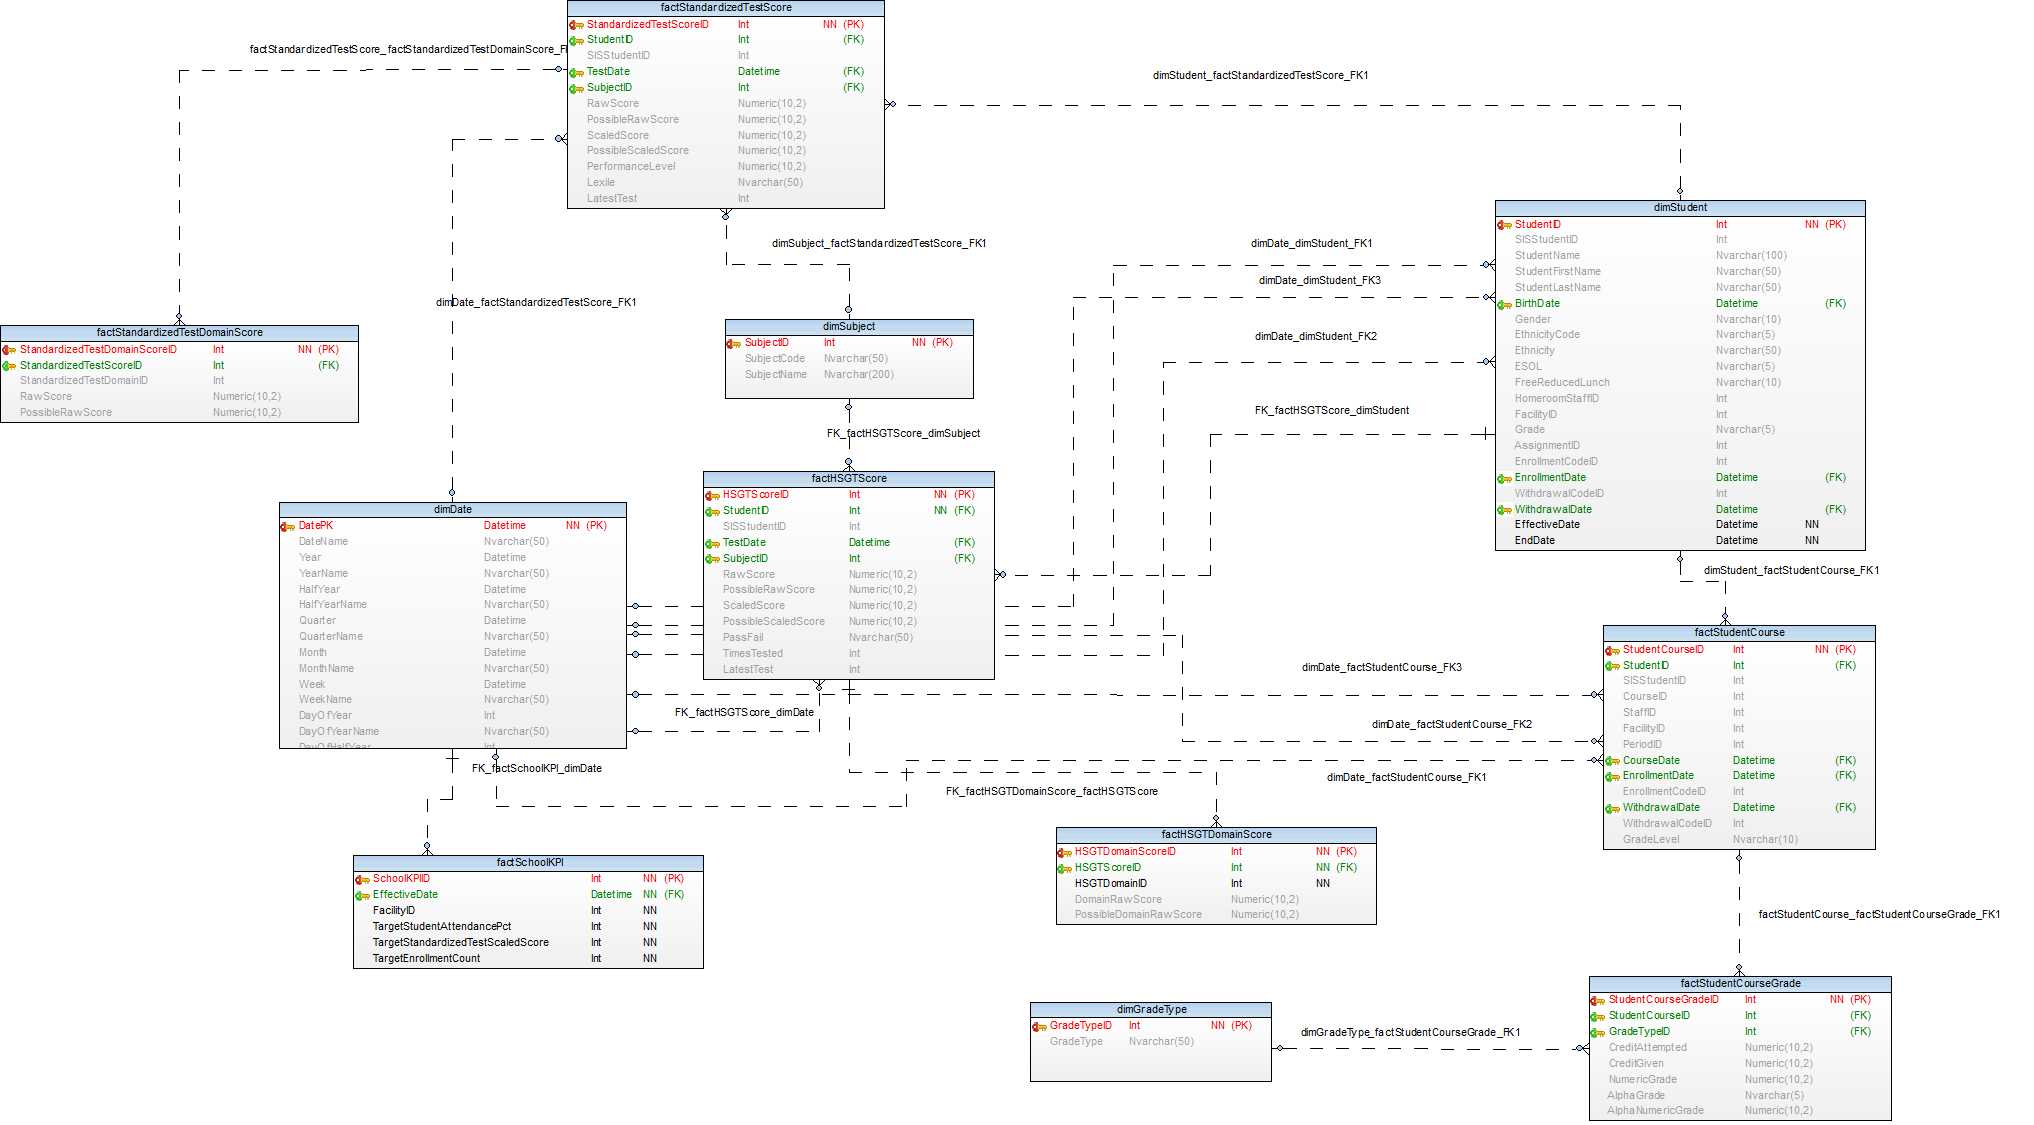 factStandardizedTestScore
StandardizedTestScoreID Int NN (PK)
StudentID Int (FK)
SISStudentID Int
TestDate Datetime (FK)
SubjectID Int (FK)
RawScore Numeric(10,2)
PossibleRawScore Numeric(10,2)
ScaledScore Numeric(10,2)
PossibleScaledScore Numeric(10,2)
PerformanceLevel Numeric(10,2)
Lexile Nvarchar(50)
LatestTest Int
factStandardizedTestScore_factStandardizedTestDomainScore_F
dimStudent_factStandardizedTestScore_FK1
dimSubject_factStandardizedTestScore_FK1
dimDate_factStandardizedTestScore_FK1
dimDate_dimStudent_FK1
dimDate_dimStudent_FK3
dimDate_dimStudent_FK2
FK_factHSGTScore_dimStudent
dimStudent
StudentID Int NN (PK)
SISStudentID Int
StudentName Nvarchar(100)
StudentFirstName Nvarchar(50)
StudentLastName Nvarchar(50)
BirthDate Datetime (FK)
Gender Nvarchar(10)
EthnicityCode Nvarchar(5)
Ethnicity Nvarchar(50)
ESOL Nvarchar(5)
FreeReducedLunch Nvarchar(10)
HomeroomStaffID Int
FacilityID Int
Grade Nvarchar(5)
AssignmentID Int
EnrollmentCodeID Int
EnrollmentDate Datetime (FK)
WithdrawalCodeID Int
WithdrawalDate Datetime (FK)
EffectiveDate Datetime NN
EndDate Datetime NN
factStandardizedTestDomainScore
StandardizedTestDomainScoreID Int NN (PK)
StandardizedTestScoreID Int (FK)
StandardizedTestDomainID Int
RawScore Numeric(10,2)
PossibleRawScore Numeric(10,2)
dimSubject
SubjectID Int NN (PK)
SubjectCode Nvarchar(50)
SubjectName Nvarchar(200)
FK_factHSGTScore_dimSubject
factHSGTScore
HSGTScoreID Int NN (PK)
StudentID Int NN (FK)
SISStudentID Int
TestDate Datetime (FK)
SubjectID Int (FK)
RawScore Numeric(10,2)
PossibleRawScore Numeric(10,2)
ScaledScore Numeric(10,2)
PossibleScaledScore Numeric(10,2)
PassFail Nvarchar(50)
TimesTested Int
LatestTest Int
dimDate
DatePK Datetime NN (PK)
DateName Nvarchar(50)
Year Datetime
YearName Nvarchar(50)
HalfYear Datetime
HalfYearName Nvarchar(50)
Quarter Datetime
QuarterName Nvarchar(50)
Month Datetime
MonthName Nvarchar(50)
Week Datetime
WeekName Nvarchar(50)
DayOfYear Int
DayOfYearName Nvarchar(50)
DayOfHalfYear Int
dimStudent_factStudentCourse_FK1
dimDate_factStudentCourse_FK3
FK_factHSGTScore_dimDate
dimDate_factStudentCourse_FK2
FK_factSchoolKPI_dimDate
dimDate_factStudentCourse_FK1
FK_factHSGTDomainScore_factHSGTScore
factStudentCourse
StudentCourseID Int NN (PK)
StudentID Int (FK)
SISStudentID Int
CourseID Int
StaffID Int
FacilityID Int
PeriodID Int
CourseDate Datetime (FK)
EnrollmentDate Datetime (FK)
EnrollmentCodeID Int
WithdrawalDate Datetime (FK)
WithdrawalCodeID Int
GradeLevel Nvarchar(10)
factHSGTDomainScore
HSGTDomainScoreID Int NN (PK)
HSGTScoreID Int NN (FK)
HSGTDomainID Int NN
DomainRawScore Numeric(10,2)
PossibleDomainRawScore Numeric(10,2)
factSchoolKPI
SchoolKPIID Int NN (PK)
EffectiveDate Datetime NN (FK)
FacilityID Int NN
TargetStudentAttendancePct Int NN
TargetStandardizedTestScaledScore Int NN
TargetEnrollmentCount Int NN
factStudentCourse_factStudentCourseGrade_FK1
dimGradeType
GradeTypeID Int NN (PK)
GradeType Nvarchar(50)
dimGradeType_factStudentCourseGrade_FK1
factStudentCourseGrade
StudentCourseGradeID Int NN (PK)
StudentCourseID Int (FK)
GradeTypeID Int (FK)
CreditAttempted Numeric(10,2)
CreditGiven Numeric(10,2)
NumericGrade Numeric(10,2)
AlphaGrade Nvarchar(5)
AlphaNumericGrade Numeric(10,2)